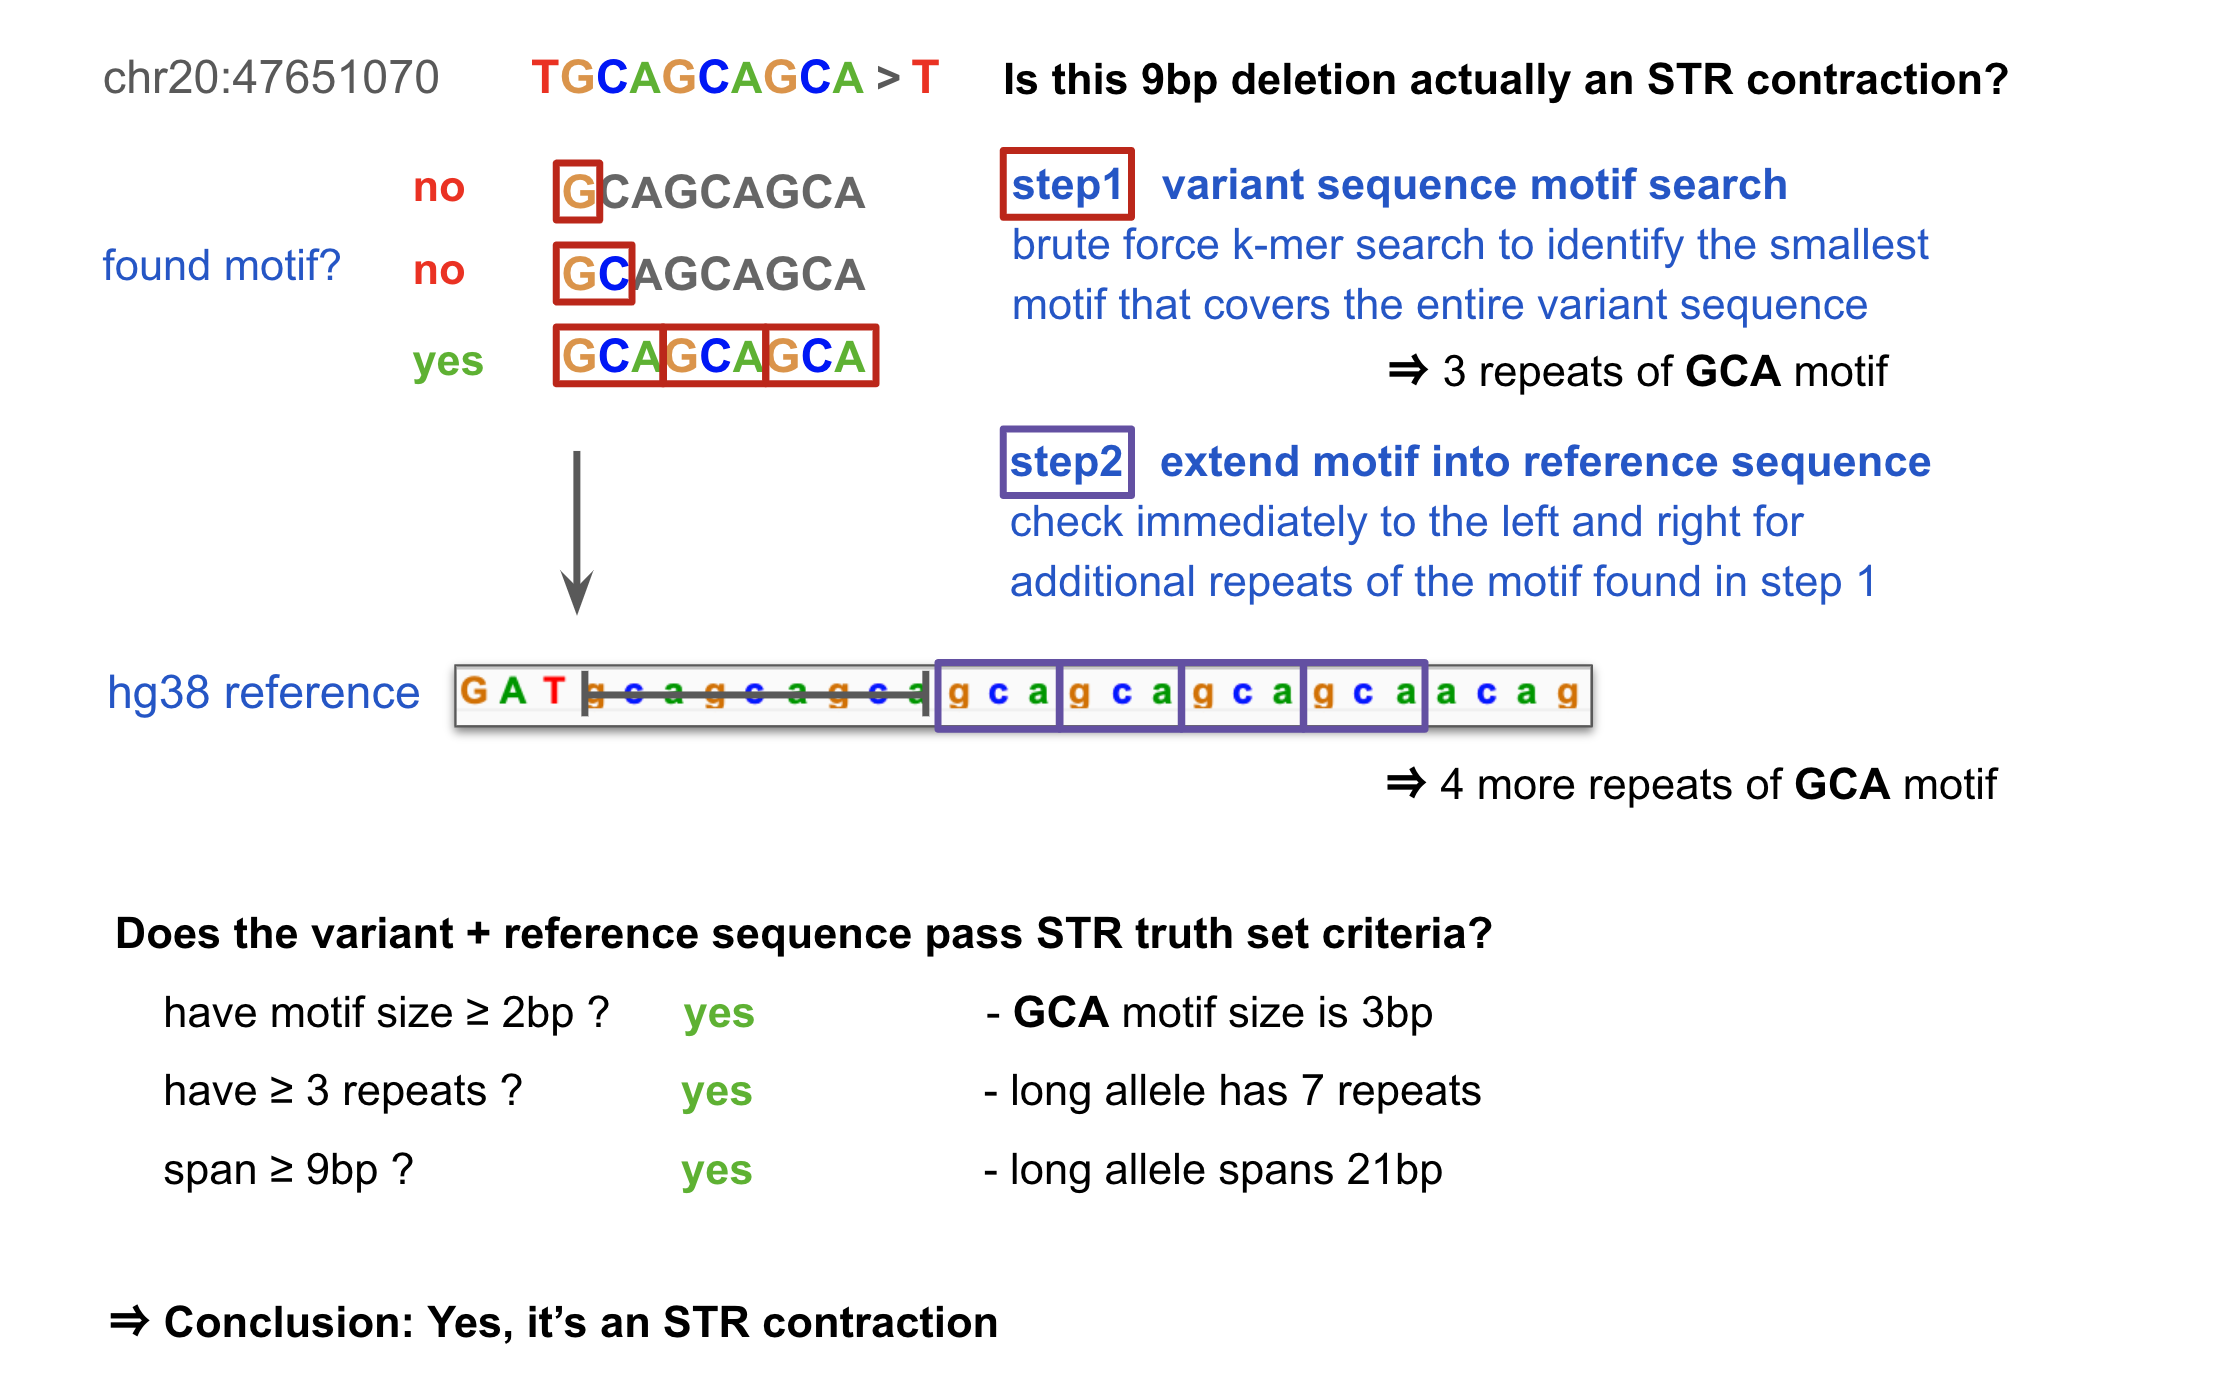 chr20:47651070 TGCAGCAGCA > T Is this 9bp deletion actually an STR contraction?
no GCAGCAGCA
found motif? no GCAGCAGCA
yes GCAGCAGCA
step1 variant sequence motif search
brute force k-mer search to identify the smallest
motif that covers the entire variant sequence
⇒ 3 repeats of GCA motif
step2 extend motif into reference sequence
check immediately to the left and right for
additional repeats of the motif found in step 1
hg38 reference G A T g c a g c a g c a g c a g c a g c a g c a a c a g
⇒ 4 more repeats of GCA motif
Does the variant + reference sequence pass STR truth set criteria?
have motif size ≥ 2bp ? yes - GCA motif size is 3bp
have ≥ 3 repeats ? yes - long allele has 7 repeats
span ≥ 9bp ? yes - long allele spans 21bp
⇒ Conclusion: Yes, it’s an STR contraction